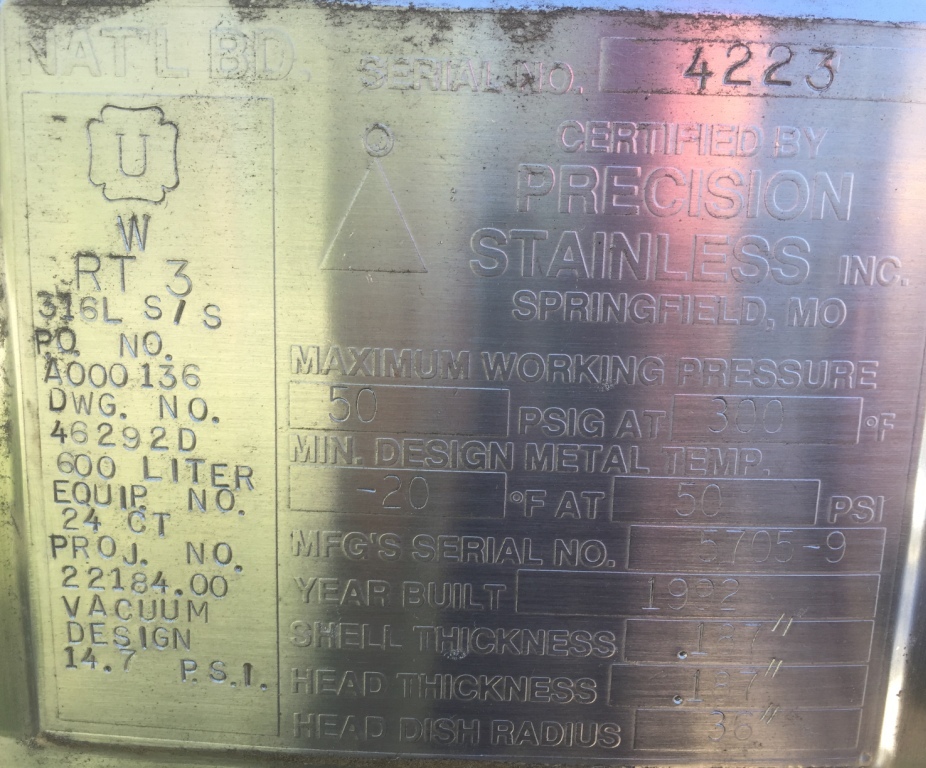 NAT'L BD. SERIAL NO. 4223
U
W
RT 3
316L S/S
PO NO.
A000136
DWG. NO.
46292D
600 LITER
EQUIP. NO.
24 CT
PROJ. NO.
22184.00
VACUUM
DESIGN
14.7 P.S.I.
CERTIFIED BY
PRECISION
STAINLESS INC.
SPRINGFIELD, MO
MAXIMUM WORKING PRESSURE
50 PSIG AT 300 °F
MIN. DESIGN METAL TEMP.
-20 °F AT 50 PSI
MFG'S SERIAL NO. 5705-9
YEAR BUILT 1992
SHELL THICKNESS .187"
HEAD THICKNESS .187"
HEAD DISH RADIUS 36"